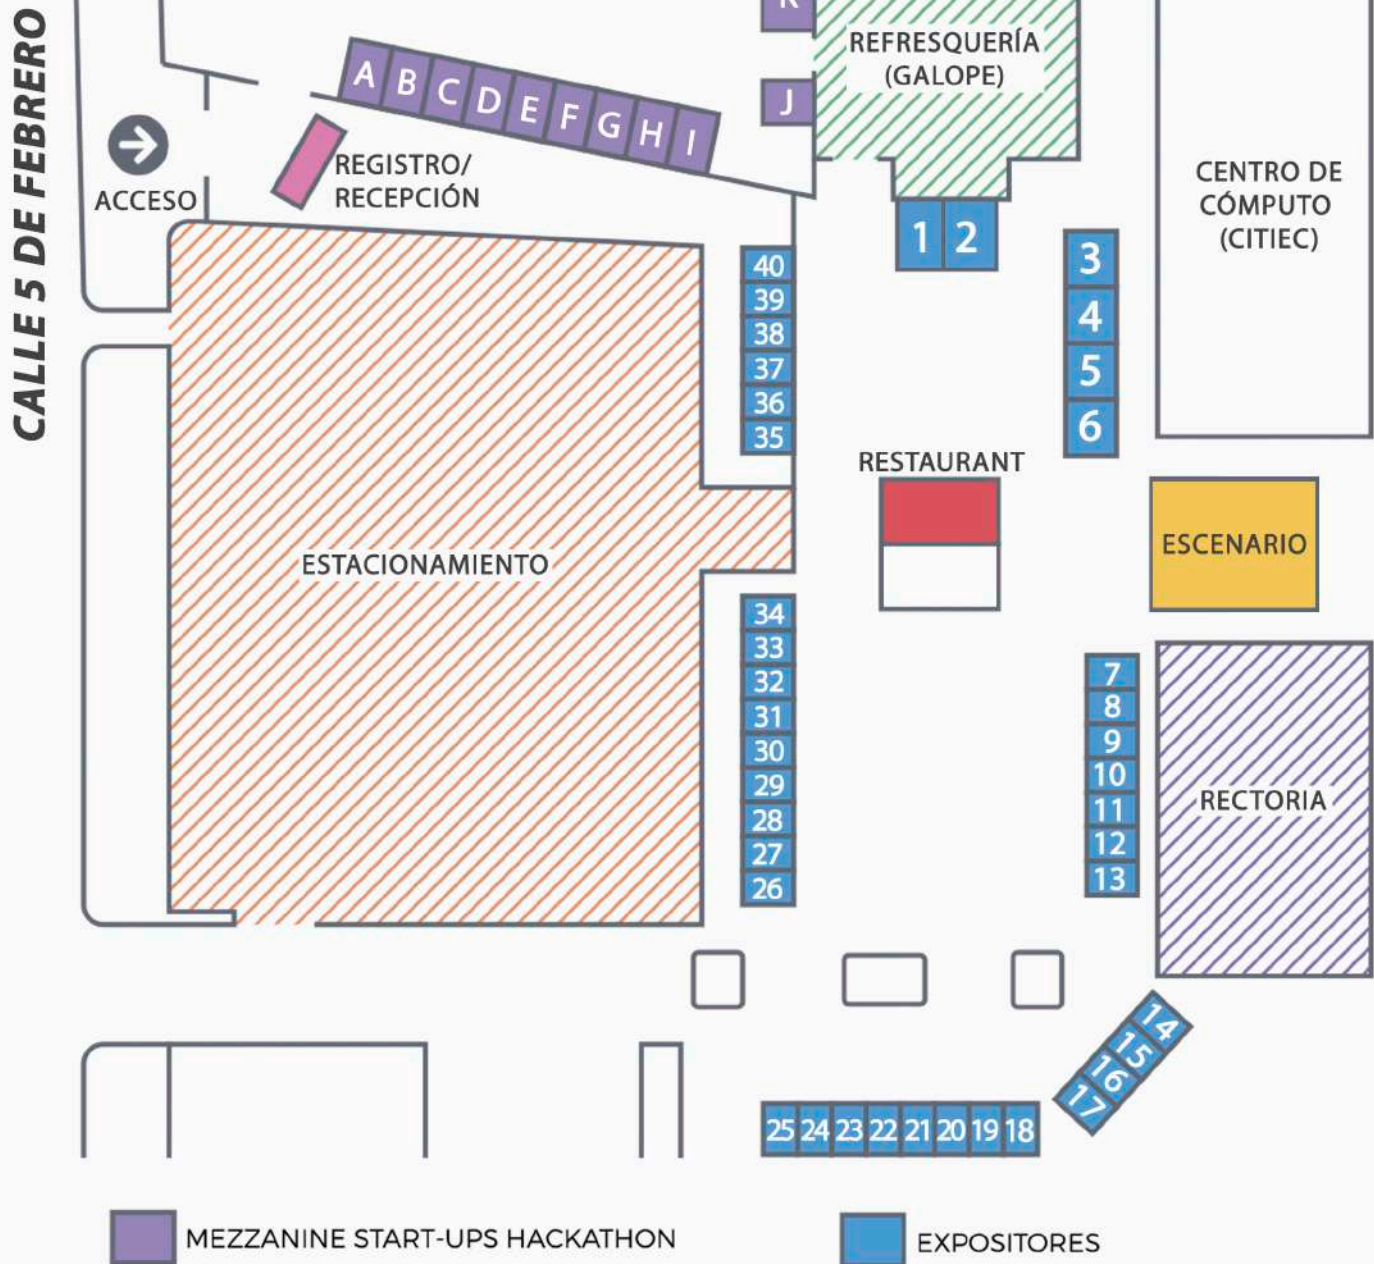 CALLE 5 DE FEBRERO
K
REFRESQUERÍA
(GALOPE)
A B C D E F G H I
J
ACCESO
REGISTRO/
RECEPCIÓN
CENTRO DE
CÓMPUTO
(CITIEC)
1 2
3
4
5
6
40
39
38
37
36
35
RESTAURANT
ESCENARIO
ESTACIONAMIENTO
34
33
32
31
30
29
28
27
26
7
8
9
10
11
12
13
RECTORIA
14
15
16
17
25 24 23 22 21 20 19 18
MEZZANINE START-UPS HACKATHON
EXPOSITORES